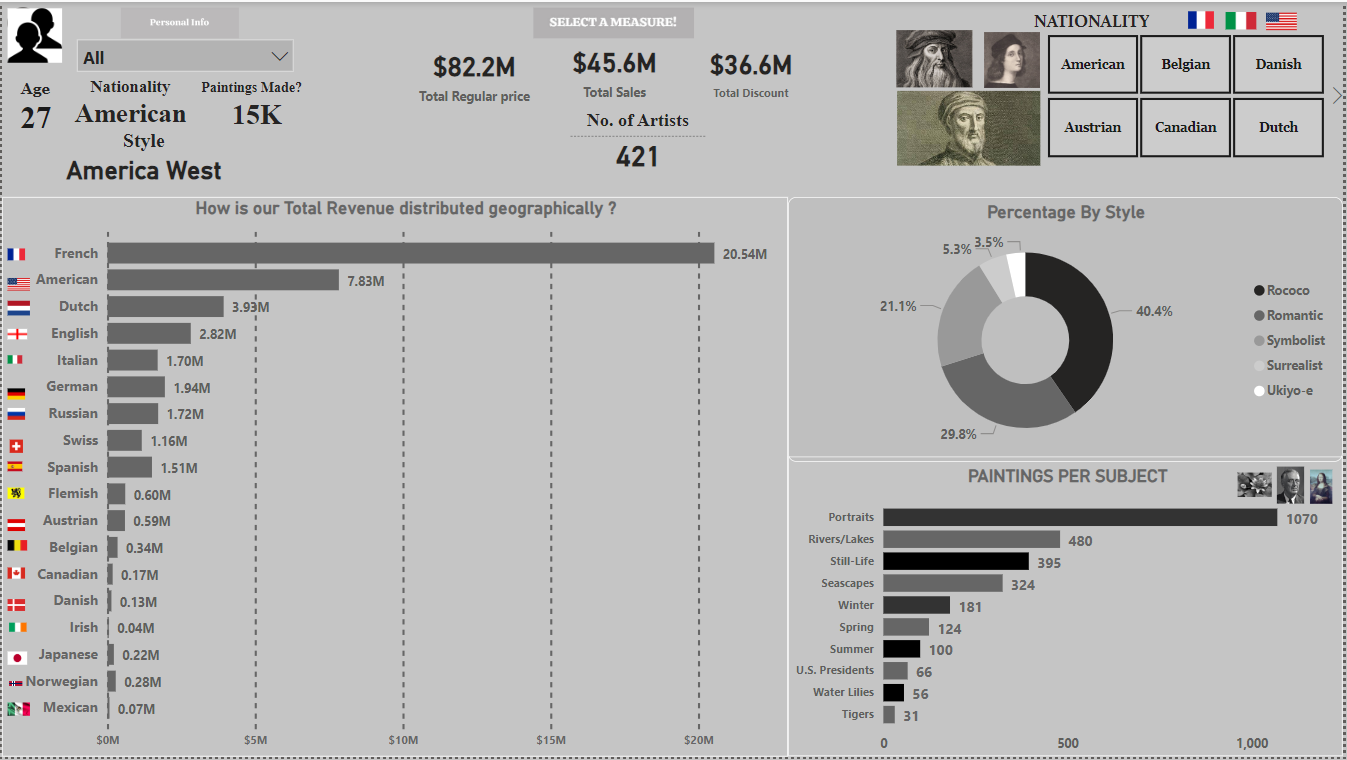 Personal Info
All
Age
27
Nationality
American
Paintings Made?
15K
Style
America West
SELECT A MEASURE!
$82.2M
Total Regular price
$45.6M
Total Sales
$36.6M
Total Discount
No. of Artists
421
NATIONALITY
American
Belgian
Danish
Austrian
Canadian
Dutch
How is our Total Revenue distributed geographically ?
French 20.54M
American 7.83M
Dutch 3.93M
English 2.82M
Italian 1.70M
German 1.94M
Russian 1.72M
Swiss 1.16M
Spanish 1.51M
Flemish 0.60M
Austrian 0.59M
Belgian 0.34M
Canadian 0.17M
Danish 0.13M
Irish 0.04M
Japanese 0.22M
Norwegian 0.28M
Mexican 0.07M
$0M $5M $10M $15M $20M
Percentage By Style
5.3% 3.5%
21.1%
40.4%
29.8%
Rococo
Romantic
Symbolist
Surrealist
Ukiyo-e
PAINTINGS PER SUBJECT
Portraits 1070
Rivers/Lakes 480
Still-Life 395
Seascapes 324
Winter 181
Spring 124
Summer 100
U.S. Presidents 66
Water Lilies 56
Tigers 31
0 500 1,000